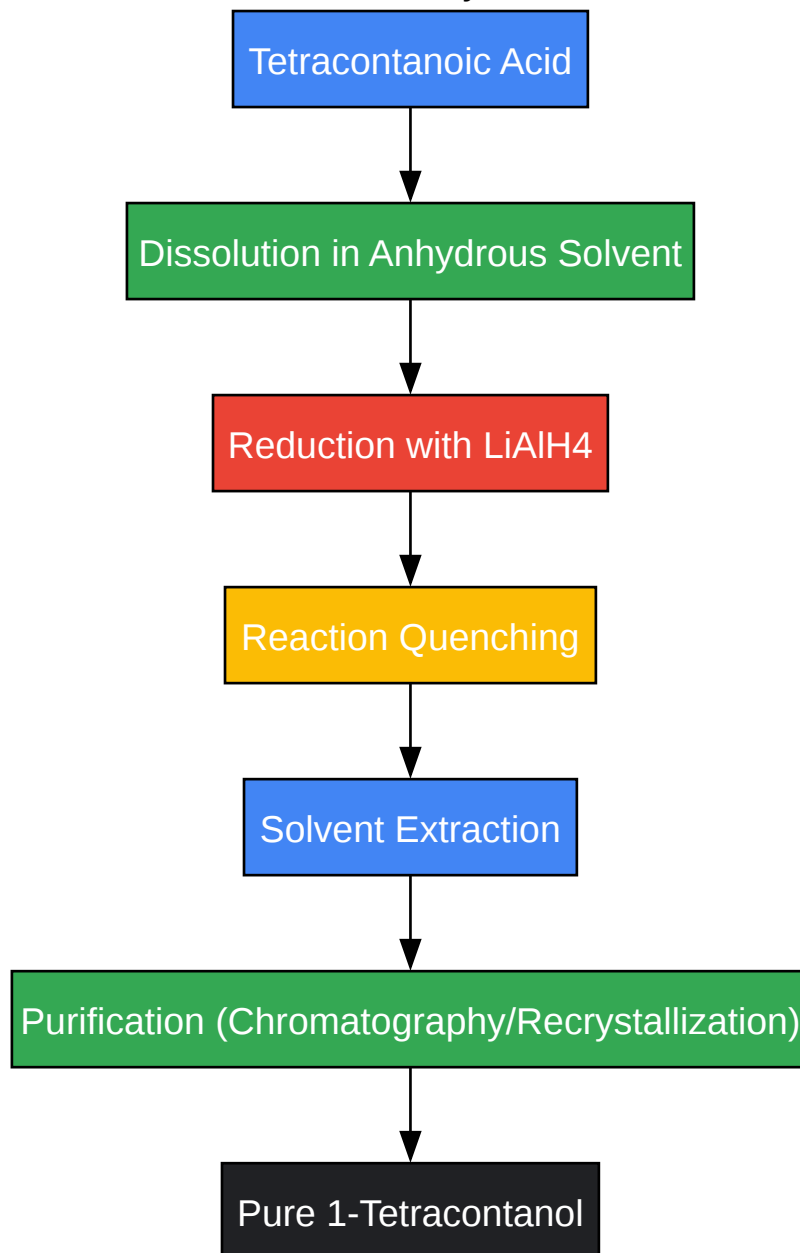 Tetracontanoic Acid
Dissolution in Anhydrous Solvent
Reduction with LiAlH4
Reaction Quenching
Solvent Extraction
Purification (Chromatography/Recrystallization)
Pure 1-Tetracontanol